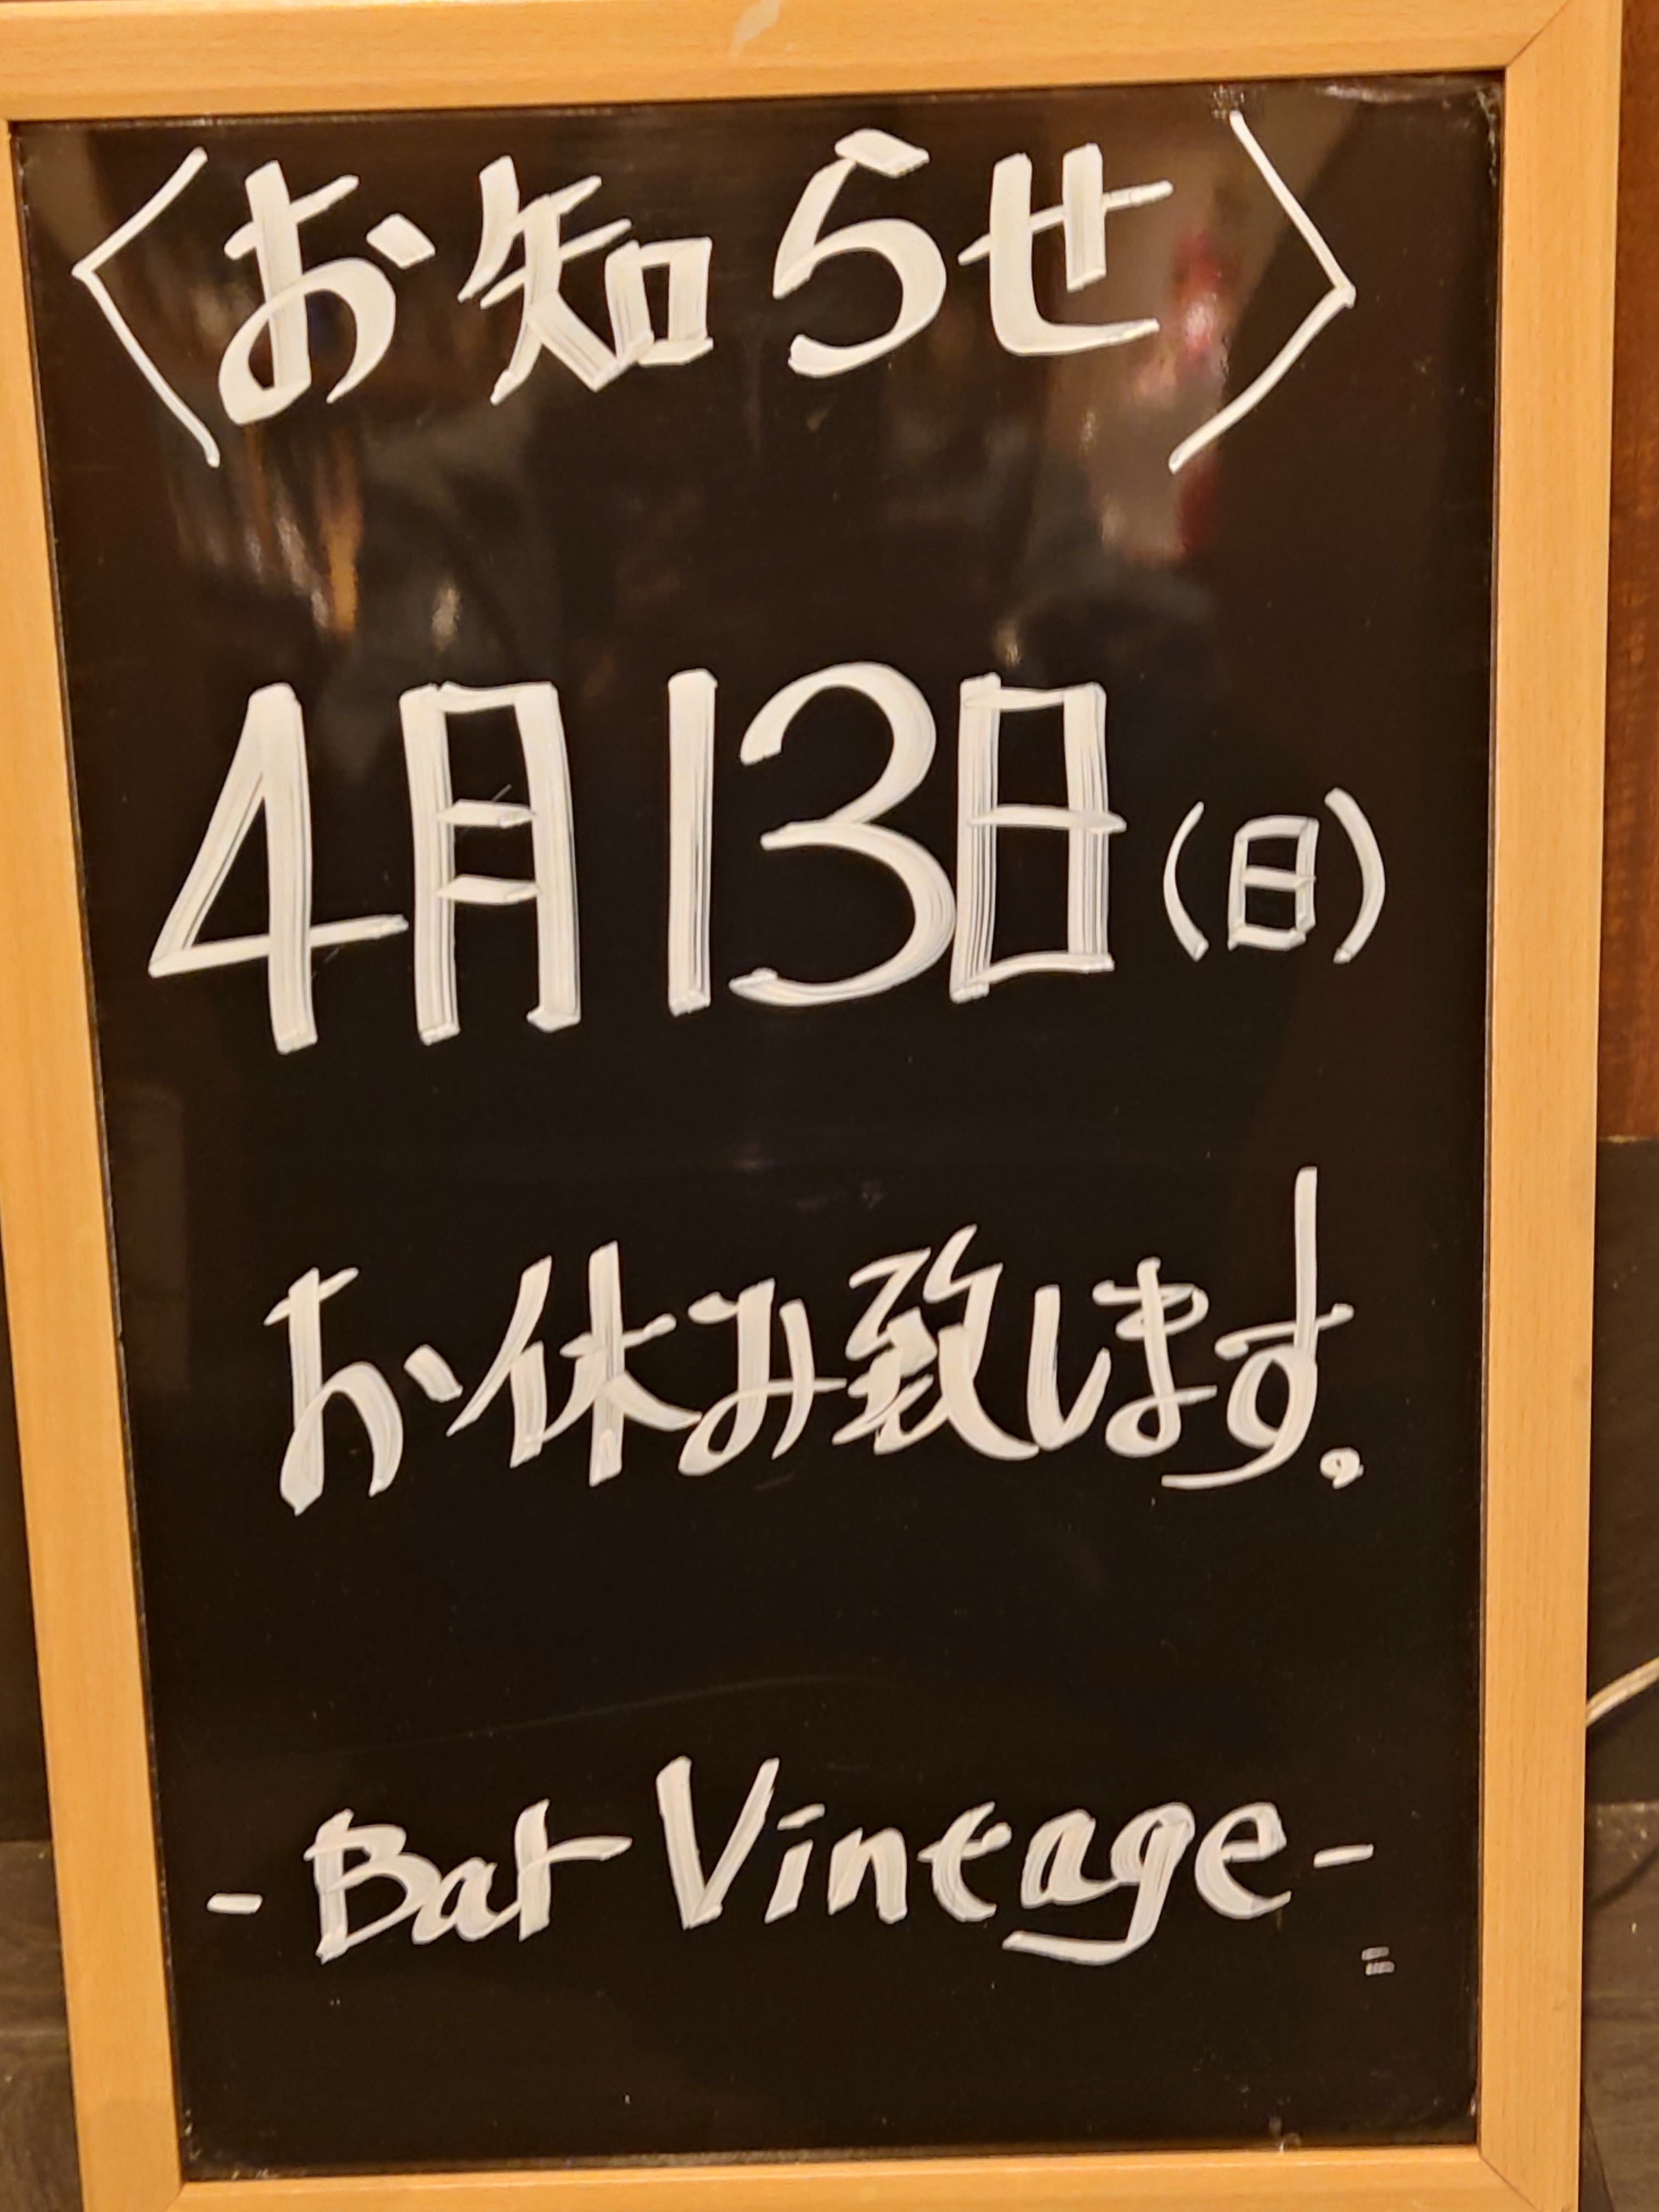 〈お知らせ〉
4月13日(日)
お休み致します。
-Bar Vintage-